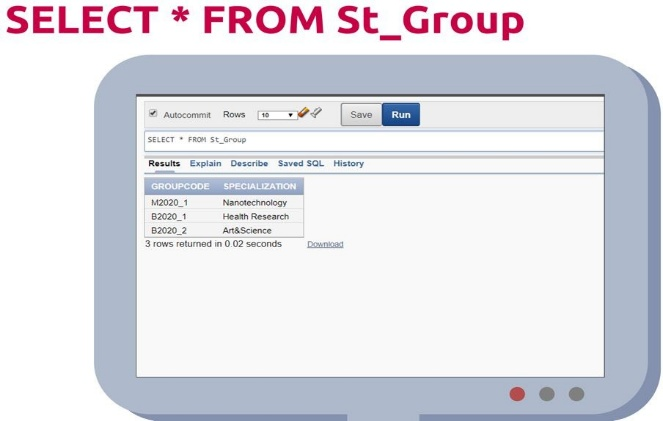 SELECT * FROM St_Group
Autocommit Rows 10 Save Run
SELECT * FROM St_Group
Results Explain Describe Saved SQL History
GROUPCODE SPECIALIZATION
M2020_1 Nanotechnology
B2020_1 Health Research
B2020_2 Art&Science
3 rows returned in 0.02 seconds Download